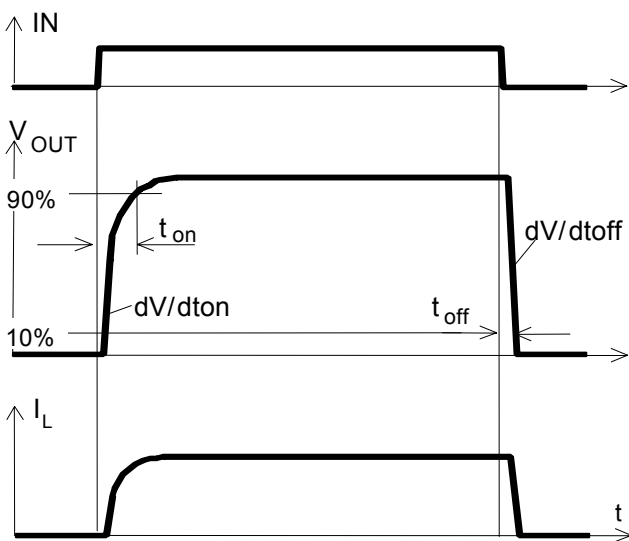 IN
V OUT
90%
t on
dV/dtoff
dV/dton
t off
10%
I L
t